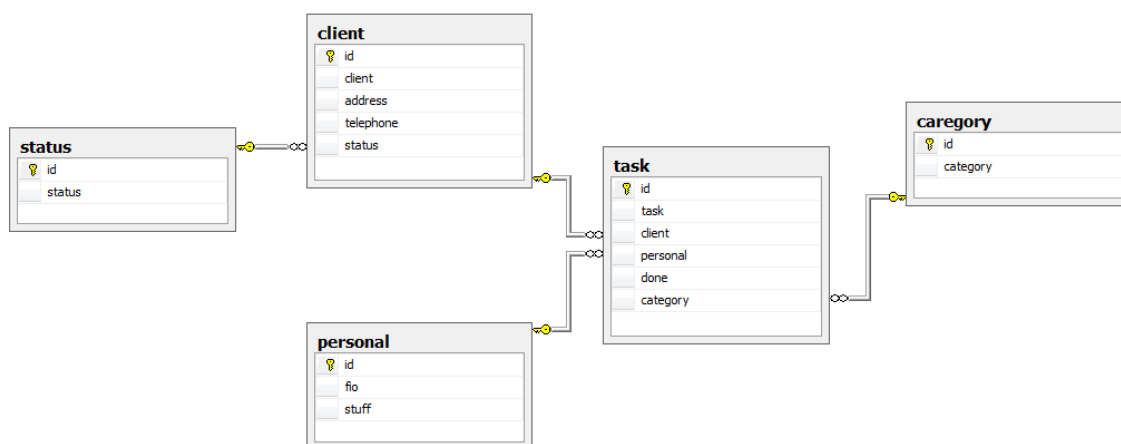 client
id
client
address
telephone
status
status
id
status
task
id
task
client
personal
done
category
caregory
id
category
personal
id
fio
stuff